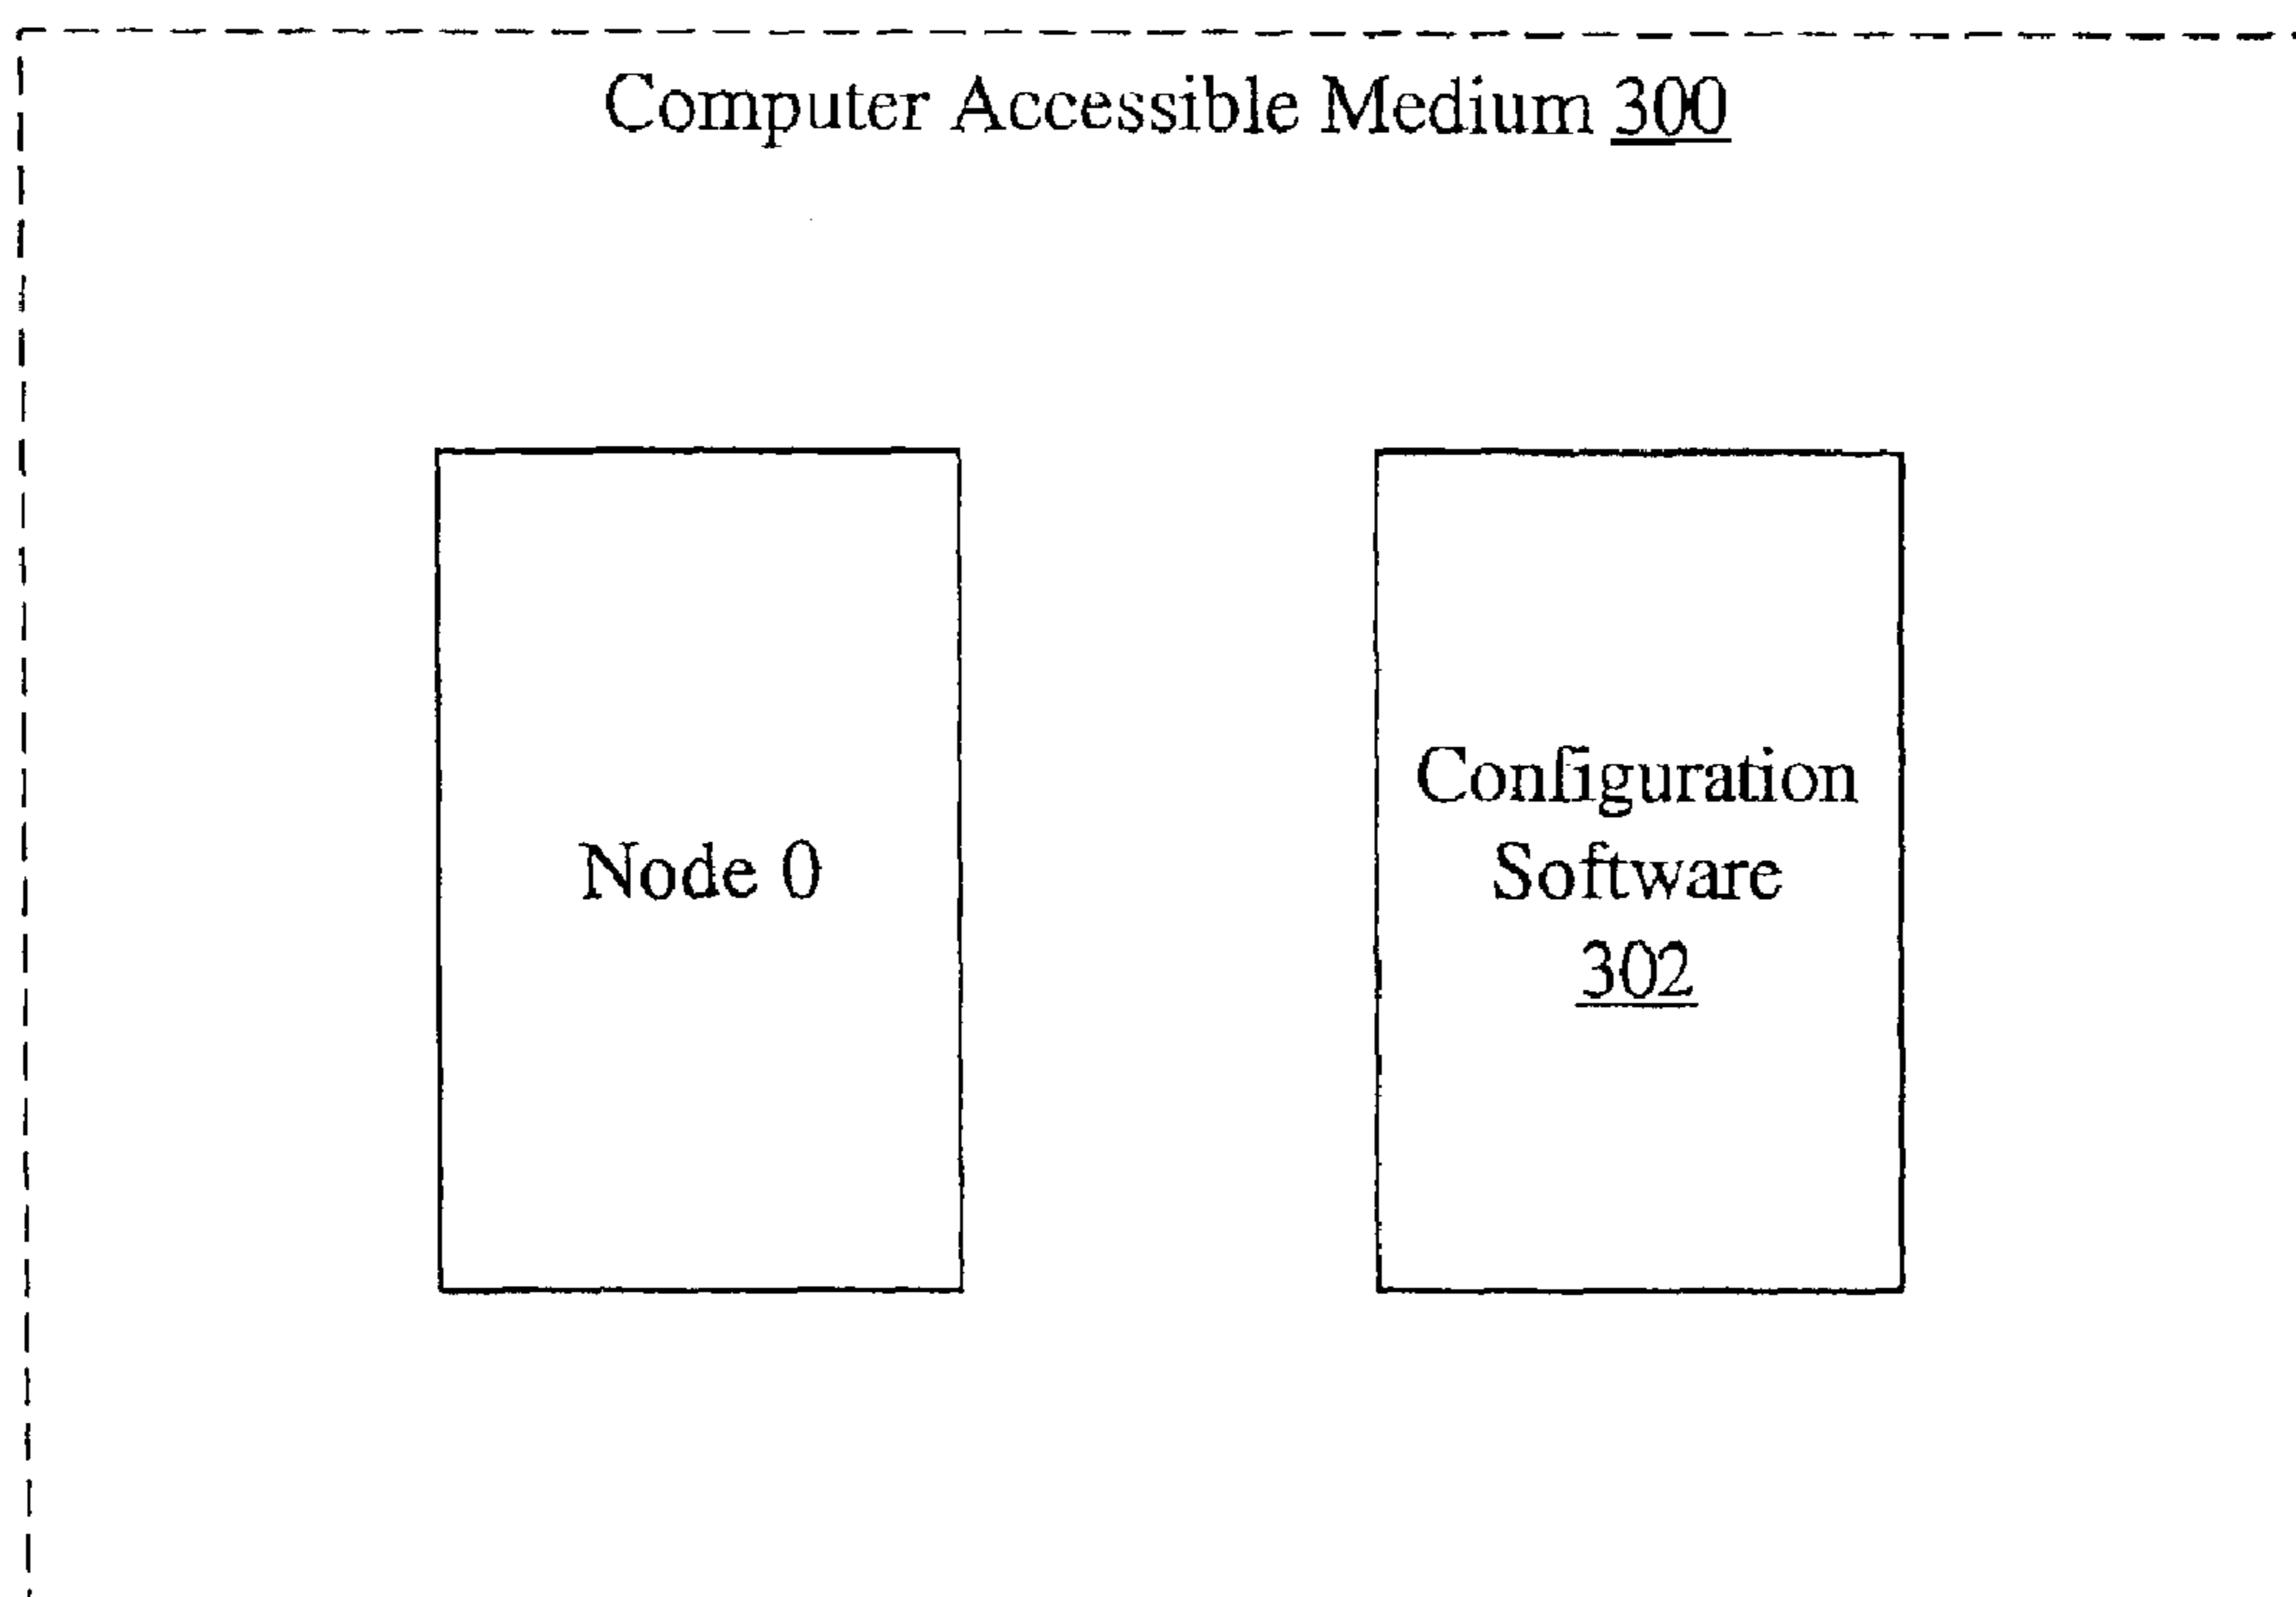 Computer Accessible Medium 300
Node 0
Configuration
Software
302